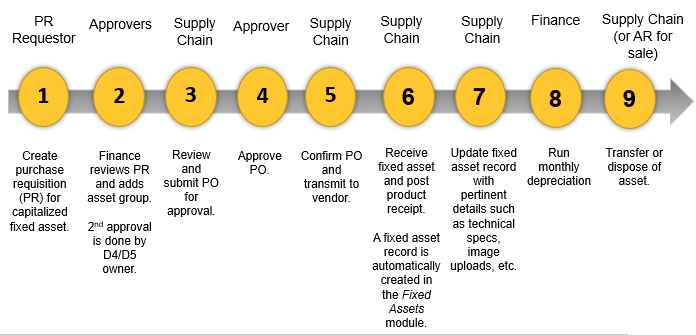 PR
Requestor
Approvers
Supply
Chain
Approver
Supply
Chain
Supply
Chain
Supply
Chain
Finance
Supply Chain
(or AR for
sale)
1
2
3
4
5
6
7
8
9
Create
purchase
requisition
(PR) for
capitalized
fixed asset.
Finance
reviews PR
and adds
asset group.
2nd approval
is done by
D4/D5
owner.
Review
and
submit PO
for
approval.
Approve
PO.
Confirm PO
and
transmit to
vendor.
Receive
fixed asset
and post
product
receipt.
A fixed asset
record is
automatically
created in
the Fixed
Assets
module.
Update fixed
asset record
with
pertinent
details such
as technical
specs,
image
uploads, etc.
Run
monthly
depreciation
Transfer or
dispose of
asset.